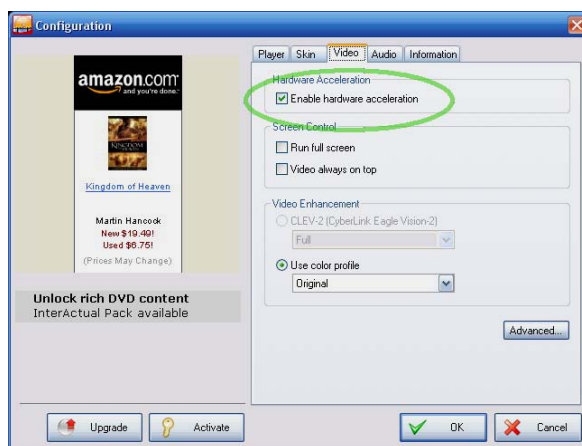 Configuration
amazon.com
and you're done.
KINGDOM
Kingdom of Heaven
Martin Hancock
New $19.49!
Used $6.75!
(Prices May Change)
Unlock rich DVD content
InterActual Pack available
Player Skin Video Audio Information
Hardware Acceleration
Enable hardware acceleration
Screen Control
Run full screen
Video always on top
Video Enhancement
CLEV-2 (CyberLink Eagle Vision-2)
Full
Use color profile
Original
Advanced...
Upgrade Activate OK Cancel